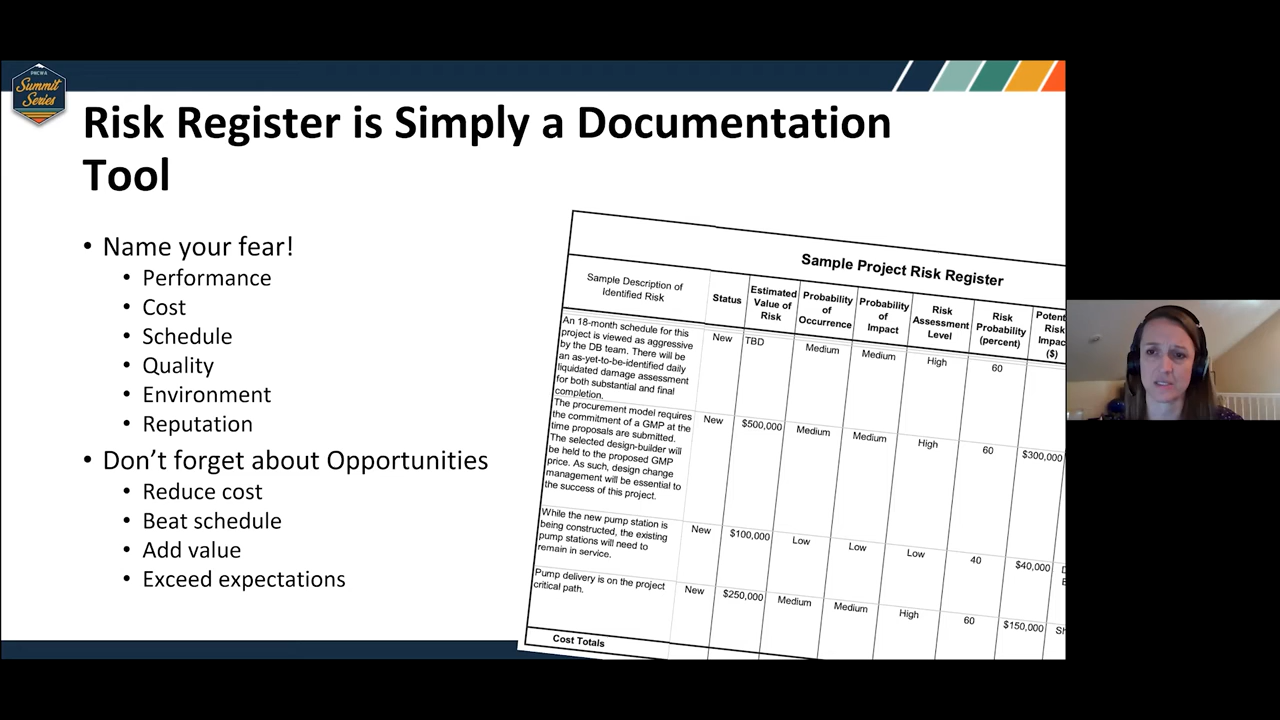 PNCWA
Summit
Series
Risk Register is Simply a Documentation
Tool
• Name your fear!
• Performance
• Cost
• Schedule
• Quality
• Environment
• Reputation
• Don’t forget about Opportunities
• Reduce cost
• Beat schedule
• Add value
• Exceed expectations
Sample Project Risk Register
Sample Description of
Identified Risk
Status
Estimated
Value of
Risk
Probability
of
Occurrence
Probability
of
Impact
Risk
Assessment
Level
Risk
Probability
(percent)
Poten
Risk
Impac
($)
An 18-month schedule for this
project is viewed as aggressive
by the DB team. There will be
an as-yet-to-be-identified daily
liquidated damage assessment
for both substantial and final
completion.
New
TBD
Medium
Medium
High
60
The procurement model requires
the commitment of a GMP at the
time proposals are submitted.
The selected design-builder will
be held to the proposed GMP
price. As such, design change
management will be essential to
the success of this project.
New
$500,000
Medium
Medium
High
60
$300,000
While the new pump station is
being constructed, the existing
pump stations will need to
remain in service.
New
$100,000
Low
Low
Low
40
$40,000
Pump delivery is on the project
critical path.
New
$250,000
Medium
Medium
High
60
$150,000
Sh
Cost Totals